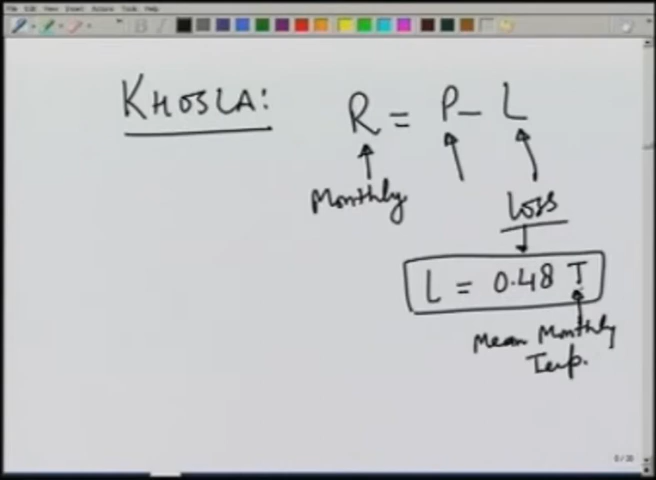 KHOSLA: R = P - L
Monthly
Loss
L = 0.48 T
Mean Monthly
Temp.